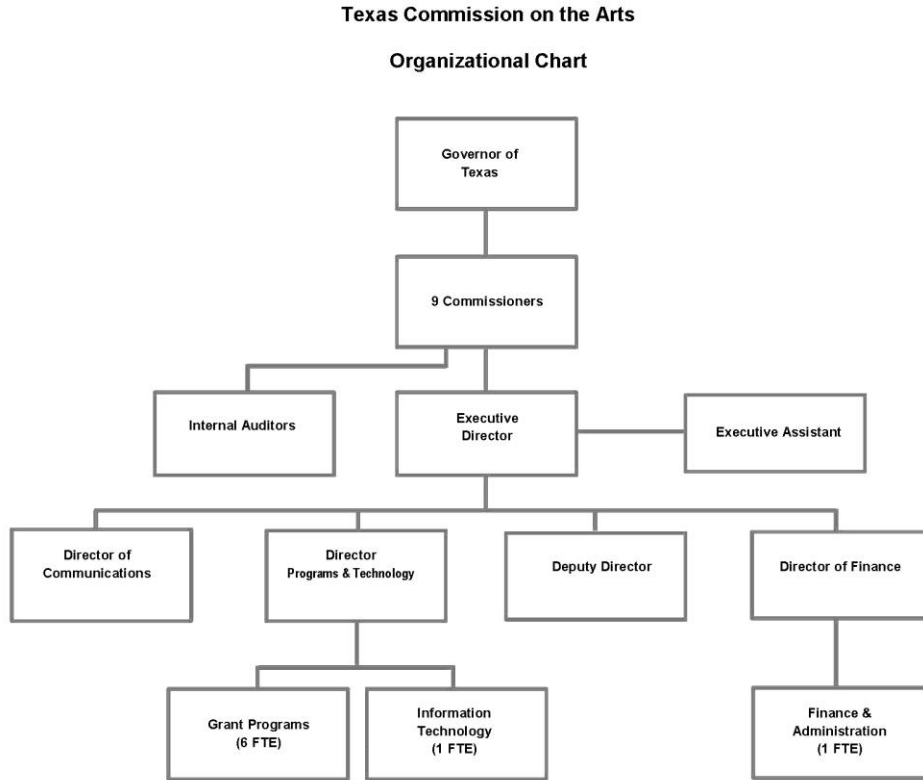 Texas Commission on the Arts
Organizational Chart
Governor of
Texas
9 Commissioners
Internal Auditors
Executive
Director
Executive Assistant
Director of
Communications
Director
Programs & Technology
Deputy Director
Director of Finance
Grant Programs
(6 FTE)
Information
Technology
(1 FTE)
Finance &
Administration
(1 FTE)